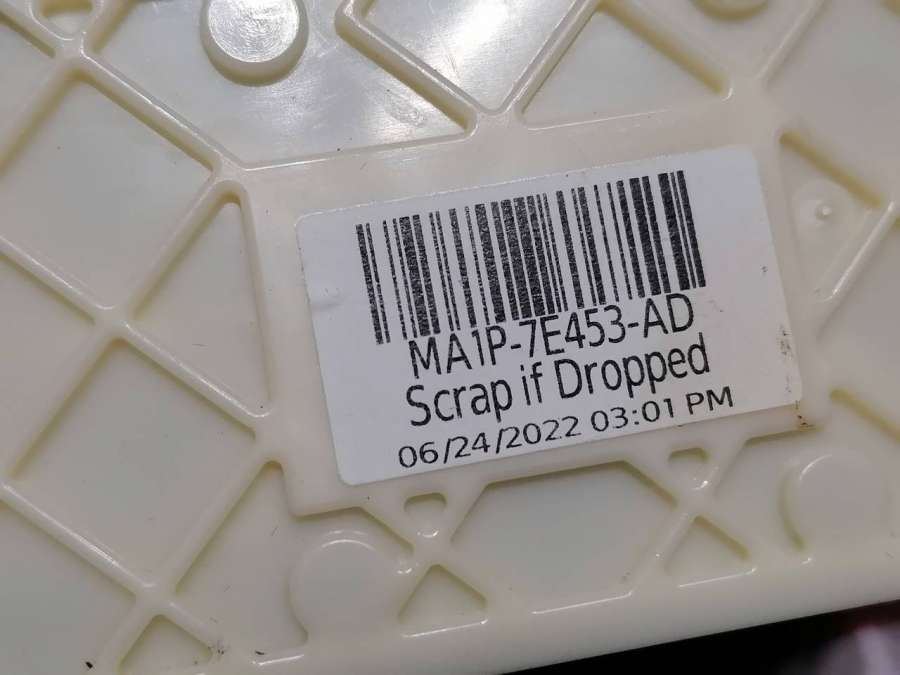 MA1P-7E453-AD
Scrap if Dropped
06/24/2022 03:01 PM